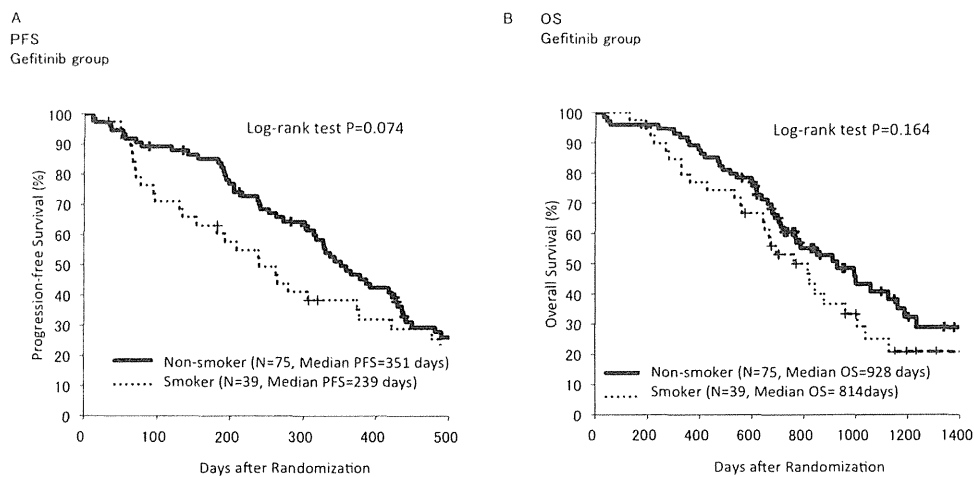 A
PFS
Gefitinib group
Log-rank test P=0.074
Progression-free Survival (%)
100
90
80
70
60
50
40
30
20
10
0
Non-smoker (N=75, Median PFS=351 days)
Smoker (N=39, Median PFS=239 days)
0 100 200 300 400 500
Days after Randomization
B OS
Gefitinib group
Log-rank test P=0.164
Overall Survival (%)
100
90
80
70
60
50
40
30
20
10
0
Non-smoker (N=75, Median OS=928 days)
Smoker (N=39, Median OS= 814days)
0 200 400 600 800 1000 1200 1400
Days after Randomization